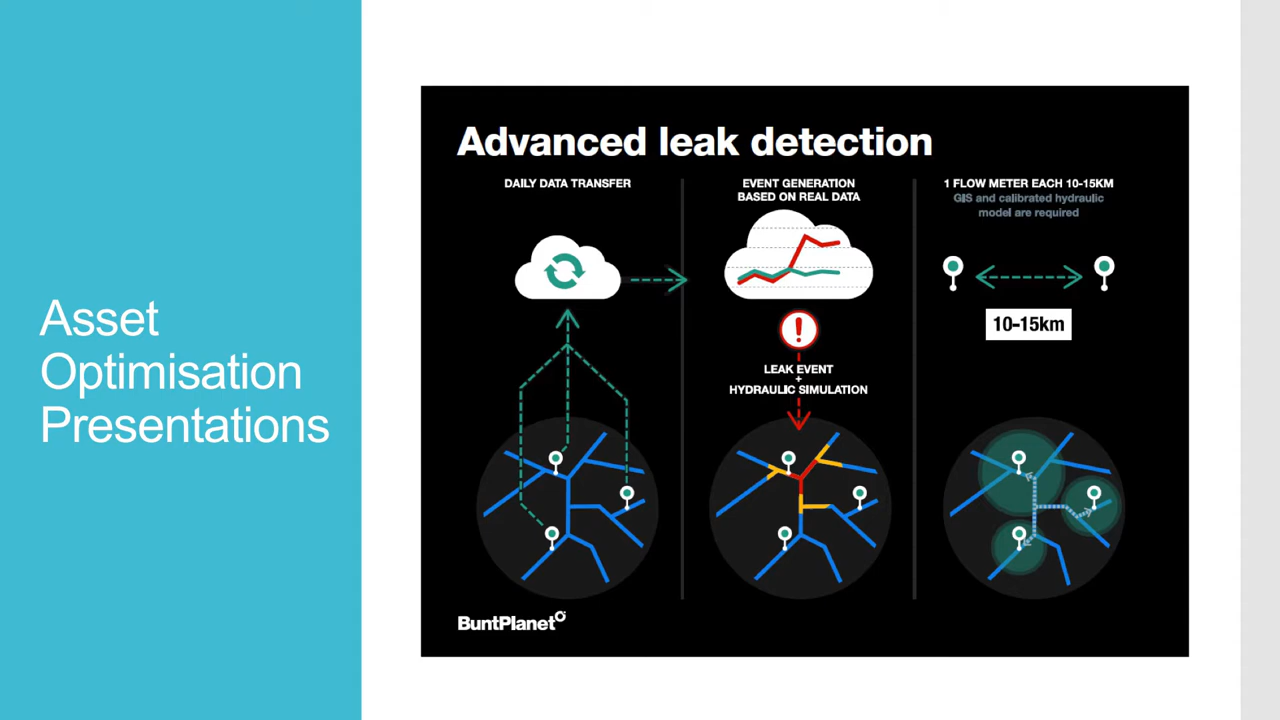 Asset
Optimisation
Presentations
Advanced leak detection
DAILY DATA TRANSFER
EVENT GENERATION
BASED ON REAL DATA
!
LEAK EVENT
+
HYDRAULIC SIMULATION
1 FLOW METER EACH 10-15KM
GIS and calibrated hydraulic
model are required
10-15km
BuntPlanet